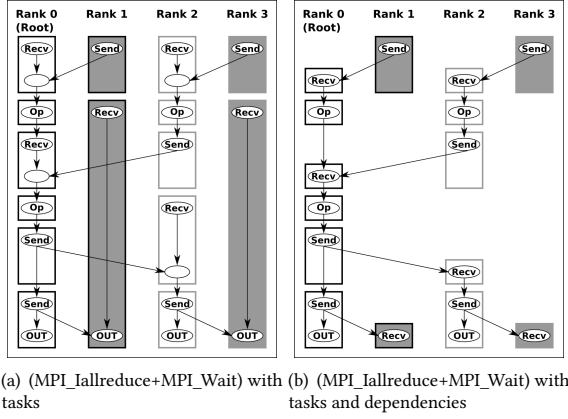 Rank 0 Rank 1 Rank 2 Rank 3
(Root)
Recv Send Recv Send
Op Recv Op Recv
Recv Send
Op
Recv
Send
Send Send
OUT OUT OUT OUT
(a) (MPI_Iallreduce+MPI_Wait) with
tasks
Rank 0 Rank 1 Rank 2 Rank 3
(Root)
Send Send
Recv Recv
Op Op
Send
Recv
Op
Send
Recv
Send Send
OUT Recv OUT Recv
(b) (MPI_Iallreduce+MPI_Wait) with
tasks and dependencies